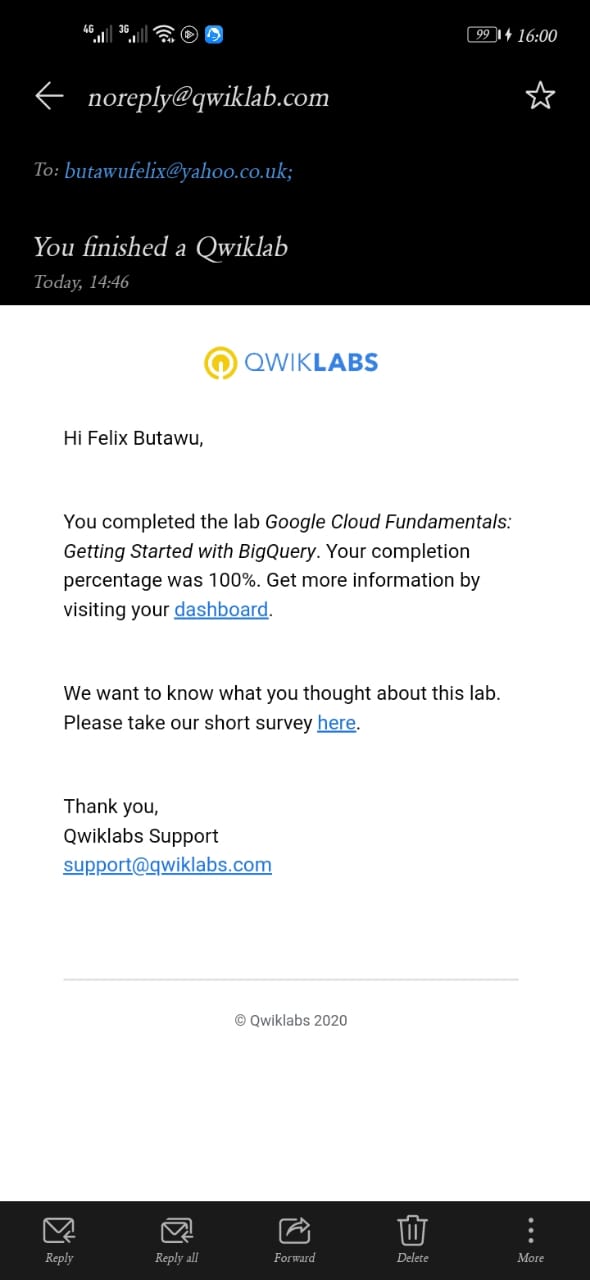 4G 3G 99 16:00
noreply@qwiklab.com
To: butawufelix@yahoo.co.uk;
You finished a Qwiklab
Today, 14:46
QWIKLABS
Hi Felix Butawu,
You completed the lab Google Cloud Fundamentals:
Getting Started with BigQuery. Your completion
percentage was 100%. Get more information by
visiting your dashboard.
We want to know what you thought about this lab.
Please take our short survey here.
Thank you,
Qwiklabs Support
support@qwiklabs.com
© Qwiklabs 2020
Reply Reply all Forward Delete More